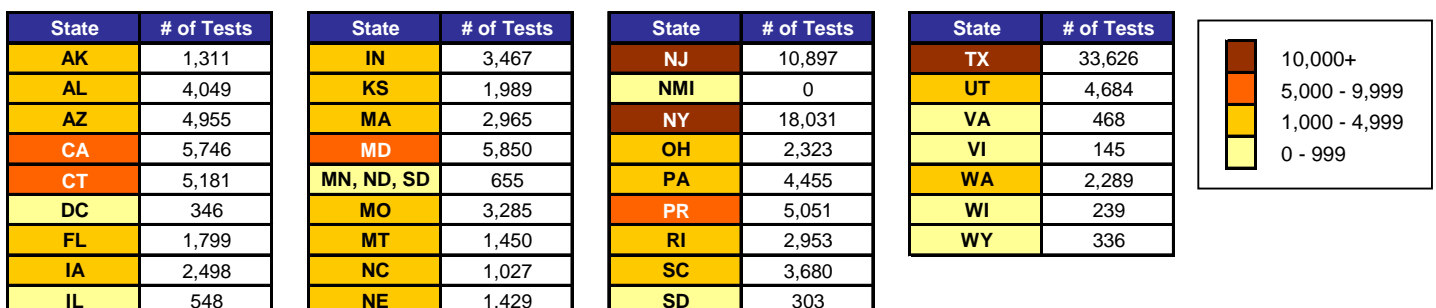 State # of Tests State # of Tests State # of Tests State # of Tests
AK 1,311 IN 3,467 NJ 10,897 TX 33,626 10,000+
AL 4,049 KS 1,989 NMI 0 UT 4,684 5,000 - 9,999
AZ 4,955 MA 2,965 NY 18,031 VA 468 1,000 - 4,999
CA 5,746 MD 5,850 OH 2,323 VI 145 0 - 999
CT 5,181 MN, ND, SD 655 PA 4,455 WA 2,289
DC 346 MO 3,285 PR 5,051 WI 239
FL 1,799 MT 1,450 RI 2,953 WY 336
IA 2,498 NC 1,027 SC 3,680
IL 548 NE 1,429 SD 303